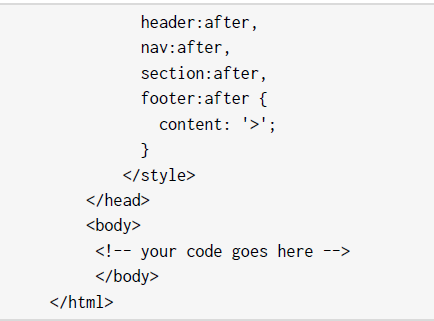 header:after,
nav:after,
section:after,
footer:after {
content: '>';
}
</style>
</head>
<body>
<!-- your code goes here -->
</body>
</html>